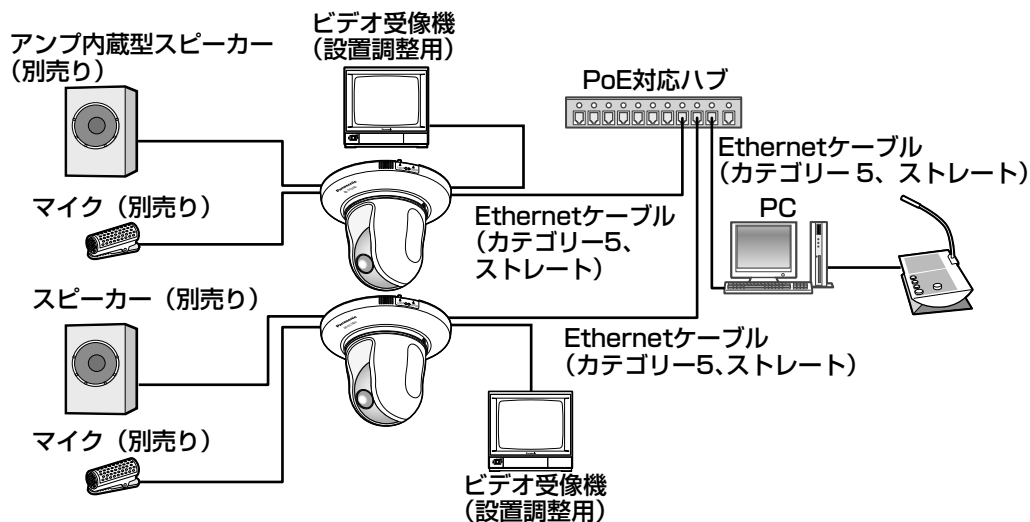 ビデオ受像機
（設置調整用）
アンプ内蔵型スピーカー
（別売り）
PoE対応ハブ
Ethernetケーブル
（カテゴリー 5、ストレート）
マイク（別売り）
Ethernetケーブル
（カテゴリー5、
ストレート）
PC
スピーカー（別売り）
Ethernetケーブル
（カテゴリー5、ストレート）
マイク（別売り）
ビデオ受像機
（設置調整用）
Panasonic